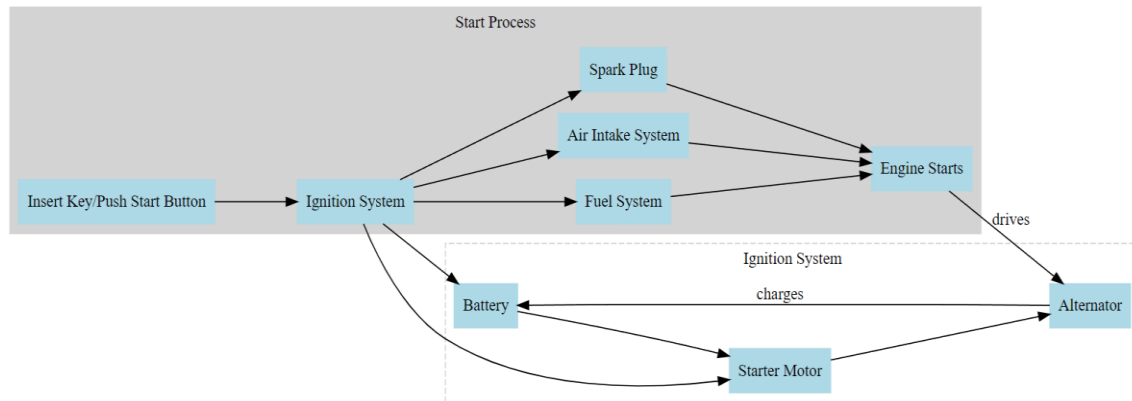 Start Process
Spark Plug
Air Intake System
Engine Starts
Insert Key/Push Start Button
Ignition System
Fuel System
drives
Ignition System
Battery
charges
Alternator
Starter Motor